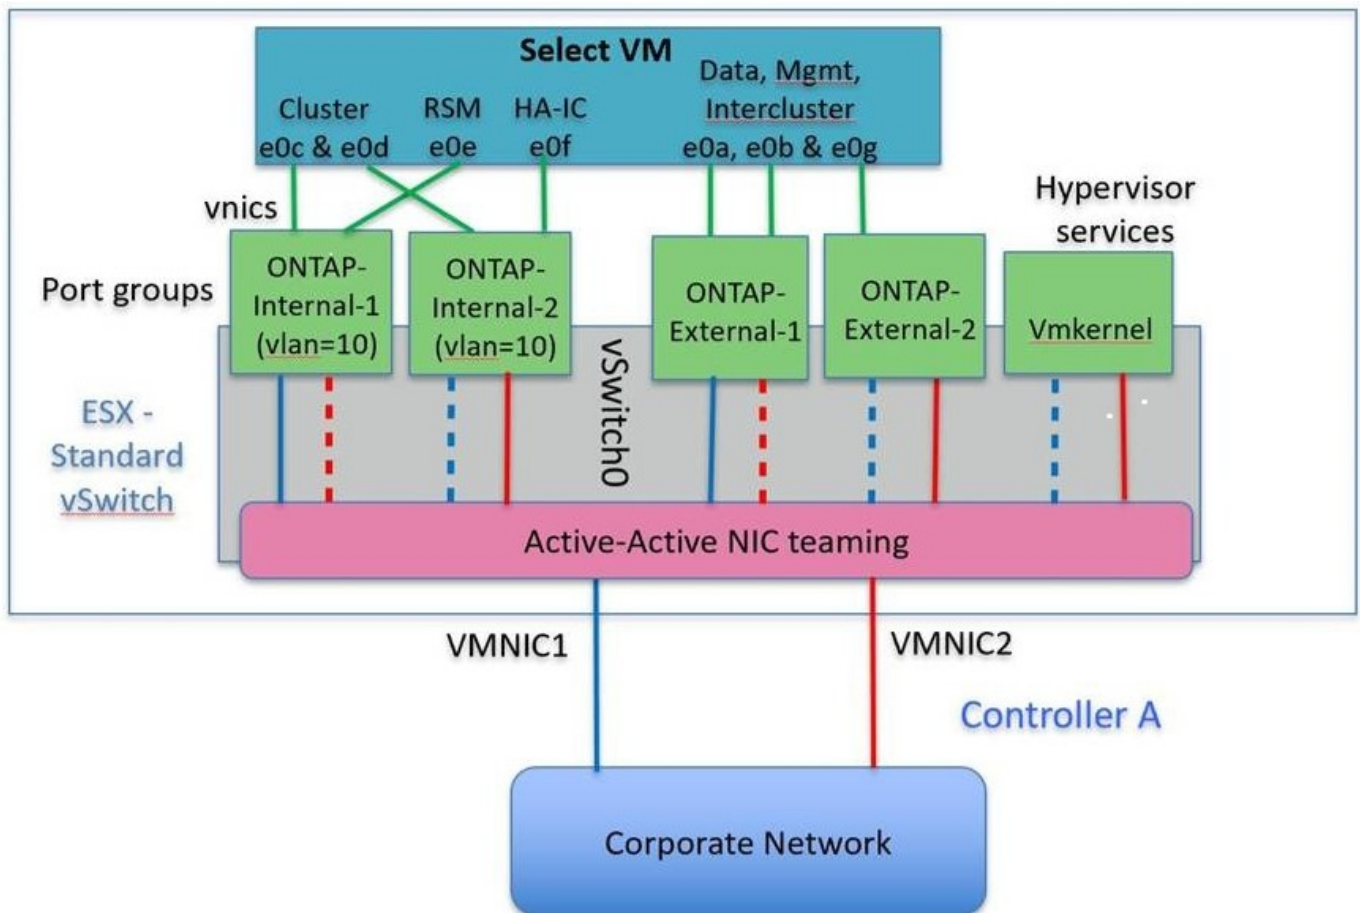 Select VM
Cluster
e0c & e0d
RSM
e0e
HA-IC
e0f
Data, Mgmt,
Intercluster
e0a, e0b & e0g
vnics
Hypervisor
services
Port groups
ONTAP-
Internal-1
(vlan=10)
ONTAP-
Internal-2
(vlan=10)
ONTAP-
External-1
ONTAP-
External-2
Vmkernel
ESX -
Standard
vSwitch
vSwitch0
Active-Active NIC teaming
VMNIC1
VMNIC2
Controller A
Corporate Network